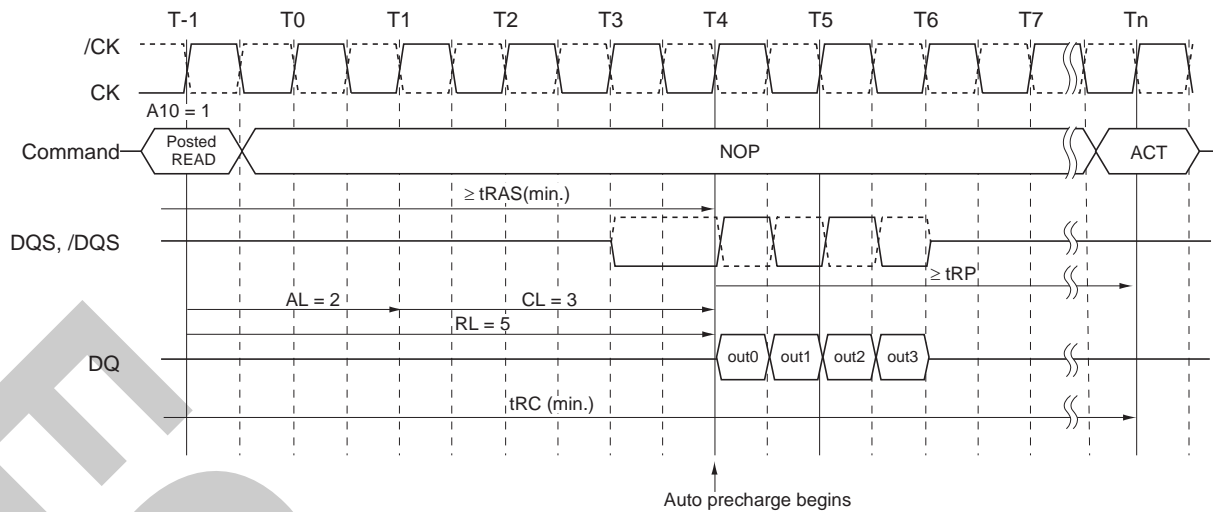 T-1 T0 T1 T2 T3 T4 T5 T6 T7 Tn
/CK
CK
A10 = 1
Command
Posted READ
NOP
ACT
≥ tRAS(min.)
DQS, /DQS
≥ tRP
AL = 2
CL = 3
RL = 5
DQ
out0 out1 out2 out3
tRC (min.)
Auto precharge begins